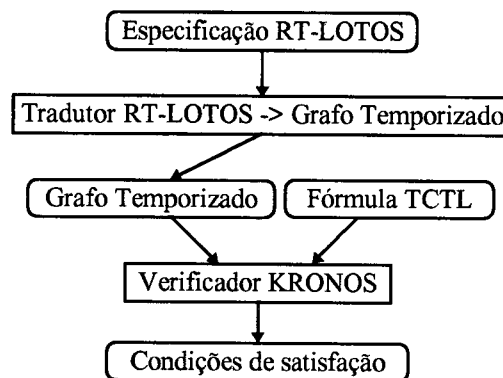 Especificação RT-LOTOS
Tradutor RT-LOTOS -> Grafo Temporizado
Grafo Temporizado
Fórmula TCTL
Verificador KRONOS
Condições de satisfação